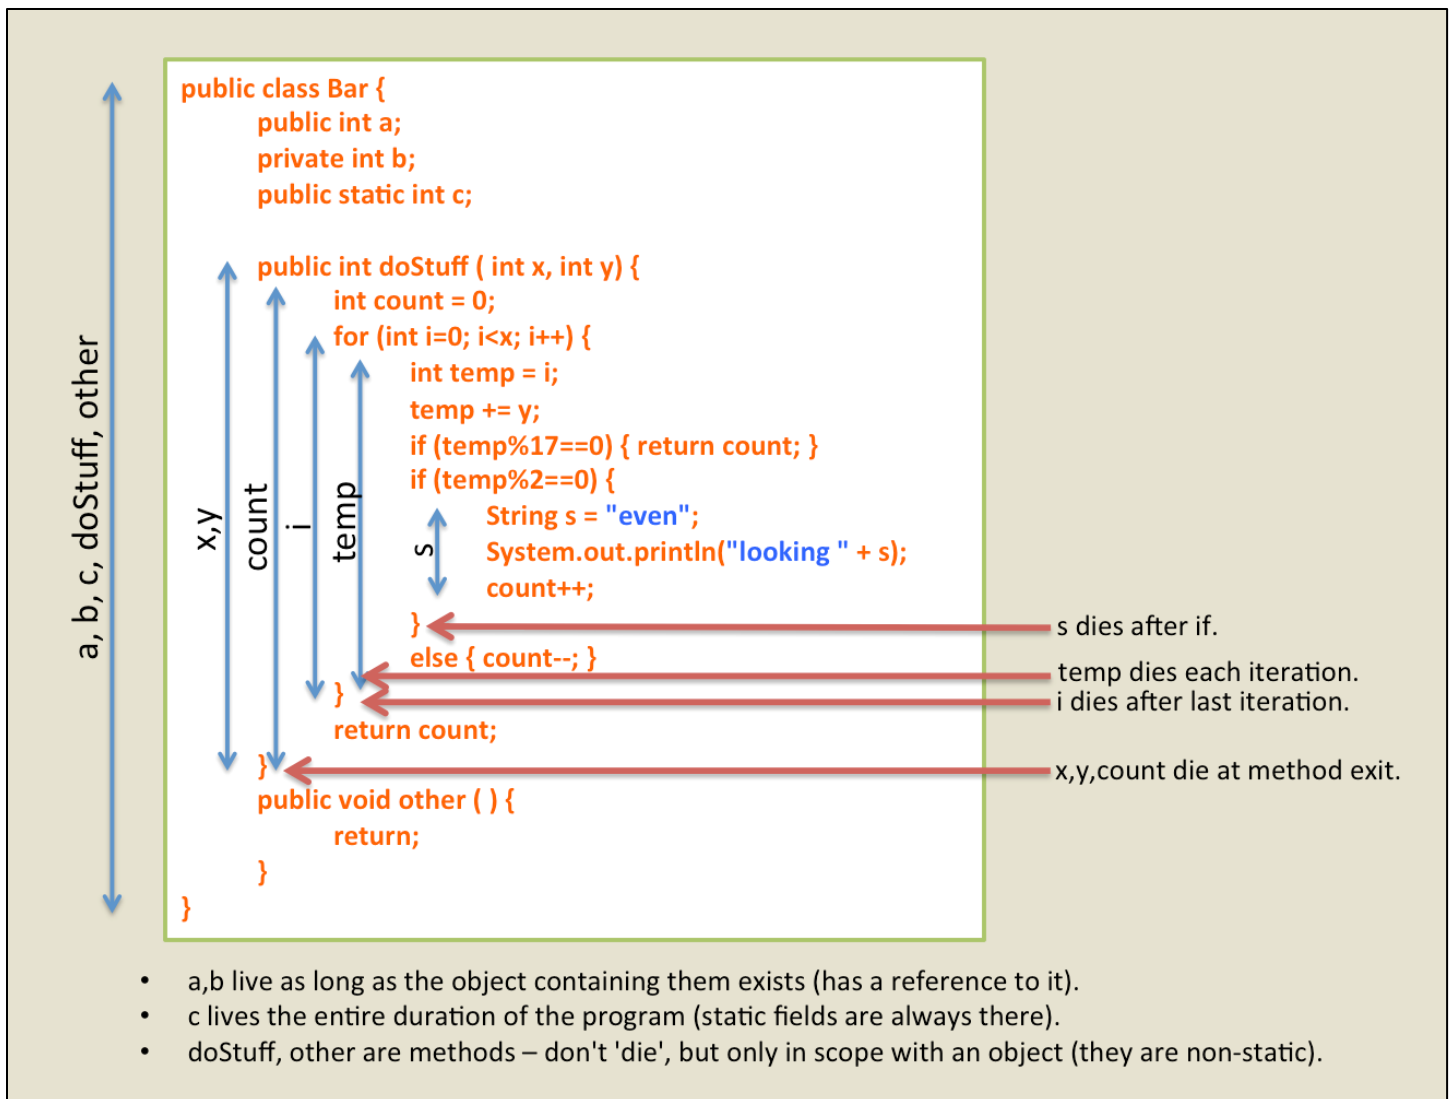 public class Bar {
public int a;
private int b;
public static int c;
public int doStuff ( int x, int y) {
int count = 0;
for (int i=0; i<x; i++) {
int temp = i;
temp += y;
if (temp%17==0) { return count; }
if (temp%2==0) {
String s = "even";
System.out.println("looking " + s);
count++;
}
else { count--; }
}
return count;
}
public void other ( ) {
return;
}
}
a, b, c, doStuff, other
x,y
count
i
temp
s
s dies after if.
temp dies each iteration.
i dies after last iteration.
x,y,count die at method exit.
• a,b live as long as the object containing them exists (has a reference to it).
• c lives the entire duration of the program (static fields are always there).
• doStuff, other are methods – don't 'die', but only in scope with an object (they are non-static).